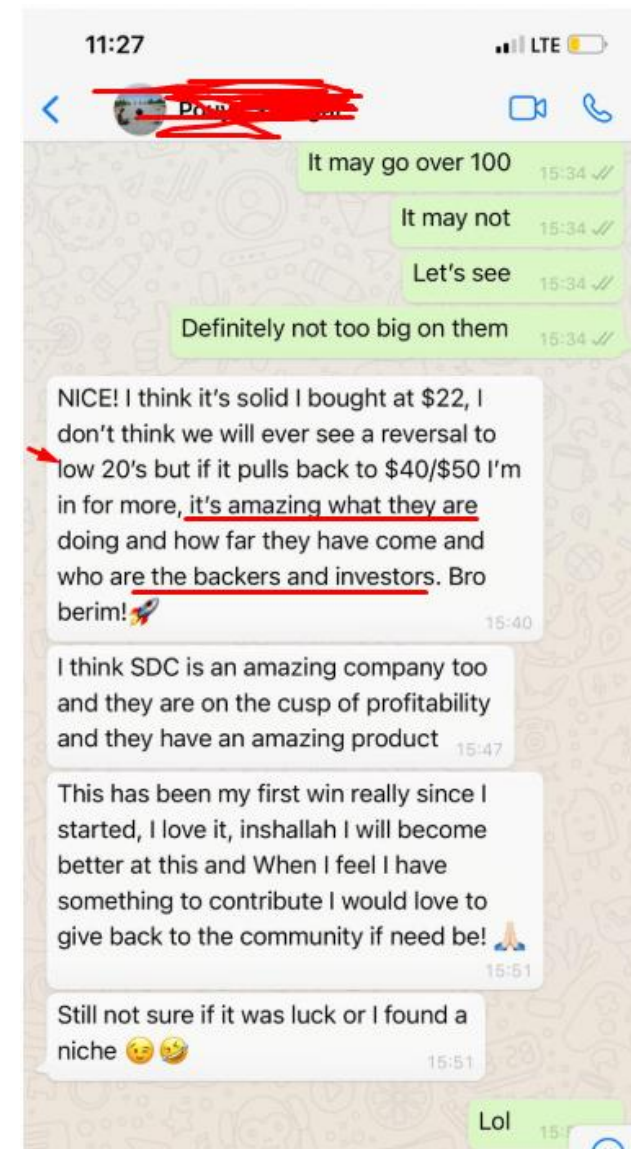 11:27
LTE
It may go over 100
15:34
It may not
15:34
Let's see
15:34
Definitely not too big on them
15:34
NICE! I think it's solid I bought at $22, I
don't think we will ever see a reversal to
low 20's but if it pulls back to $40/$50 I'm
in for more, it's amazing what they are
doing and how far they have come and
who are the backers and investors. Bro
berim!🚀
15:40
I think SDC is an amazing company too
and they are on the cusp of profitability
and they have an amazing product
15:47
This has been my first win really since I
started, I love it, inshallah I will become
better at this and When I feel I have
something to contribute I would love to
give back to the community if need be! 🙏🏻
15:51
Still not sure if it was luck or I found a
niche 😉🤣
15:51
Lol